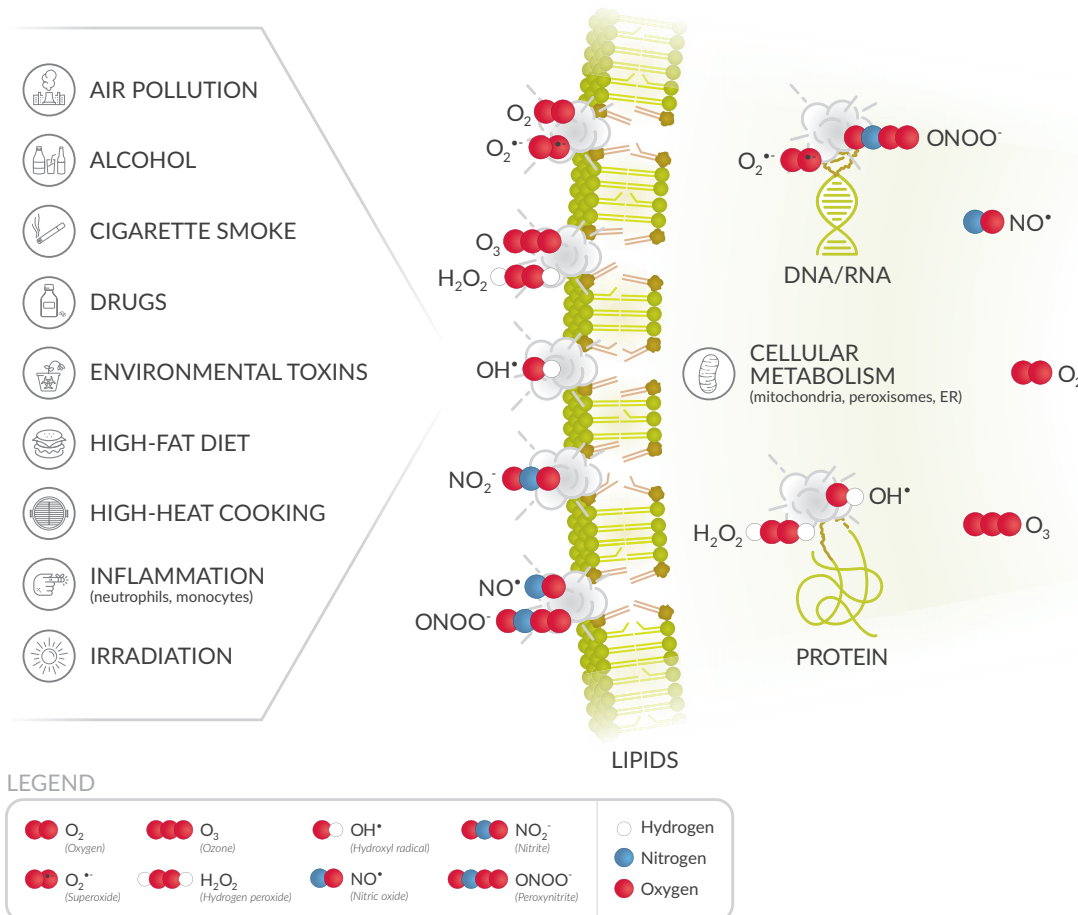 AIR POLLUTION
ALCOHOL
CIGARETTE SMOKE
DRUGS
ENVIRONMENTAL TOXINS
HIGH-FAT DIET
HIGH-HEAT COOKING
INFLAMMATION
(neutrophils, monocytes)
IRRADIATION
O₂
O₂•⁻
O₃
H₂O₂
OH•
NO₂⁻
NO•
ONOO⁻
LIPIDS
ONOO⁻
O₂•⁻
NO•
DNA/RNA
CELLULAR
METABOLISM
(mitochondria, peroxisomes, ER)
O₂
OH•
H₂O₂
O₃
PROTEIN
LEGEND
O₂
(Oxygen)
O₃
(Ozone)
OH•
(Hydroxyl radical)
NO₂⁻
(Nitrite)
O₂•⁻
(Superoxide)
H₂O₂
(Hydrogen peroxide)
NO•
(Nitric oxide)
ONOO⁻
(Peroxynitrite)
Hydrogen
Nitrogen
Oxygen